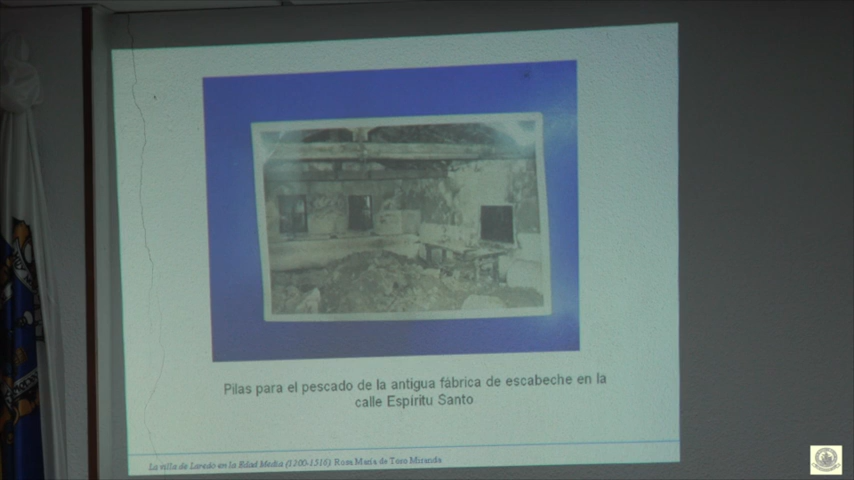 Pilas para el pescado de la antigua fábrica de escabeche en la
calle Espíritu Santo
La villa de Laredo en la Edad Media (1200-1516). Rosa María de Toro Miranda